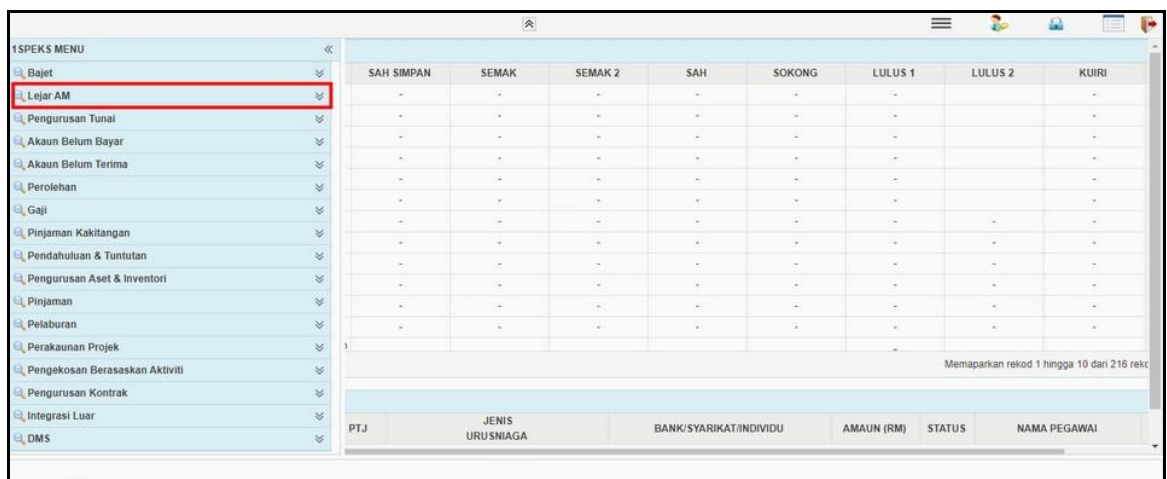 1SPEKS MENU
Bajet
Lejar AM
Pengurusan Tunai
Akaun Belum Bayar
Akaun Belum Terima
Perolehan
Gaji
Pinjaman Kakitangan
Pendahuluan & Tuntutan
Pengurusan Aset & Inventori
Pinjaman
Pelaburan
Perakaunan Projek
Pengekosan Berasaskan Aktiviti
Pengurusan Kontrak
Integrasi Luar
DMS
SAH SIMPAN SEMAK SEMAK 2 SAH SOKONG LULUS 1 LULUS 2 KUIRI
- - - - - - -
- - - - - - -
- - - - - - -
- - - - - - -
- - - - - - -
- - - - - - -
- - - - - - - -
- - - - - - - -
- - - - - - - -
- - - - - - - -
- - - - - - - -
- - - - - - - -
Memaparkan rekod 1 hingga 10 dari 216
PTJ JENIS URUSNIAGA BANK/SYARIKAT/INDIVIDU AMAUN (RM) STATUS NAMA PEGAWAI